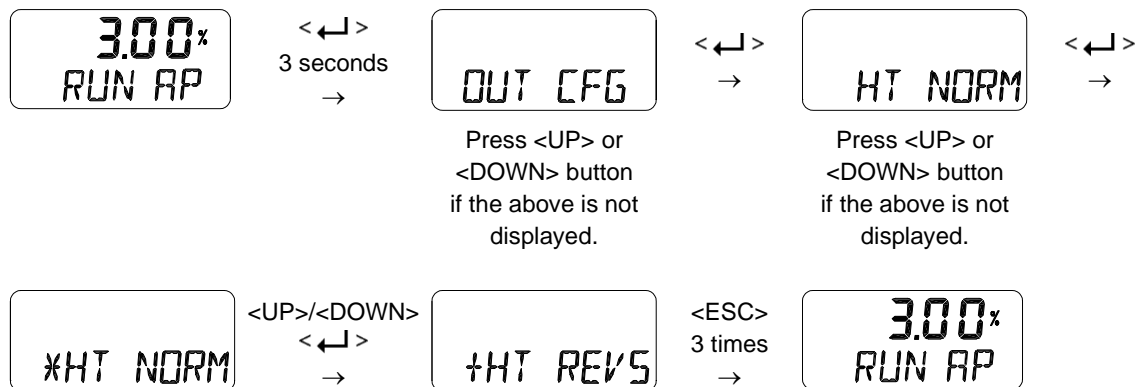 3.00%
RUN AP
<↵>
3 seconds
→
OUT CFG
Press <UP> or
<DOWN> button
if the above is not
displayed.
<↵>
→
HT NORM
Press <UP> or
<DOWN> button
if the above is not
displayed.
<↵>
→
*HT NORM
<UP>/<DOWN>
<↵>
→
+HT REVS
<ESC>
3 times
→
3.00%
RUN AP